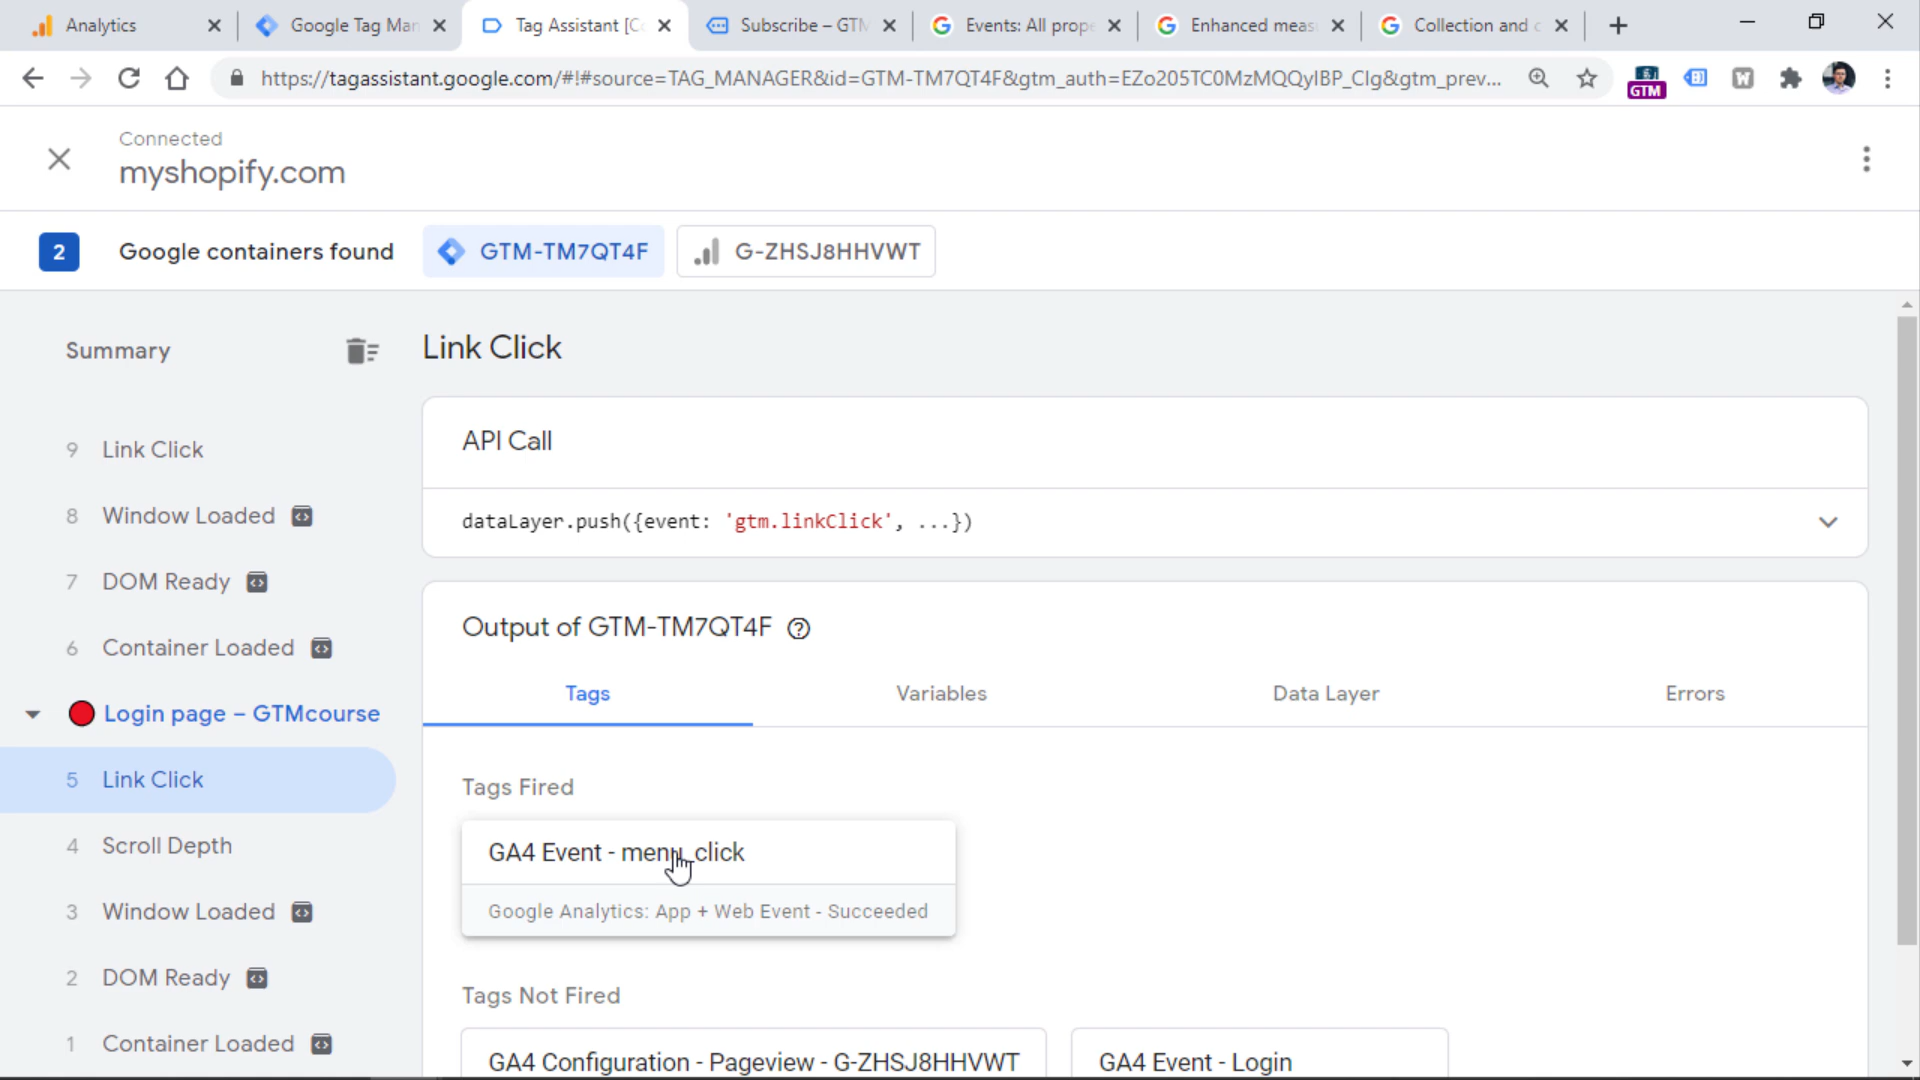 Analytics
Google Tag Man
Tag Assistant [Co
Subscribe – GTM
Events: All prope
Enhanced meas
Collection and c
https://tagassistant.google.com/#!#source=TAG_MANAGER&id=GTM-TM7QT4F&gtm_auth=EZo205TC0MzMQQyIBP_CIg&gtm_prev...
GTM
W
Connected
myshopify.com
2 Google containers found GTM-TM7QT4F G-ZHSJ8HHVWT
Summary
9 Link Click
8 Window Loaded
7 DOM Ready
6 Container Loaded
Login page – GTMcourse
5 Link Click
4 Scroll Depth
3 Window Loaded
2 DOM Ready
1 Container Loaded
Link Click
API Call
dataLayer.push({event: 'gtm.linkClick', ...})
Output of GTM-TM7QT4F
Tags Variables Data Layer Errors
Tags Fired
GA4 Event - menu_click
Google Analytics: App + Web Event - Succeeded
Tags Not Fired
GA4 Configuration - Pageview - G-ZHSJ8HHVWT
GA4 Event - Login